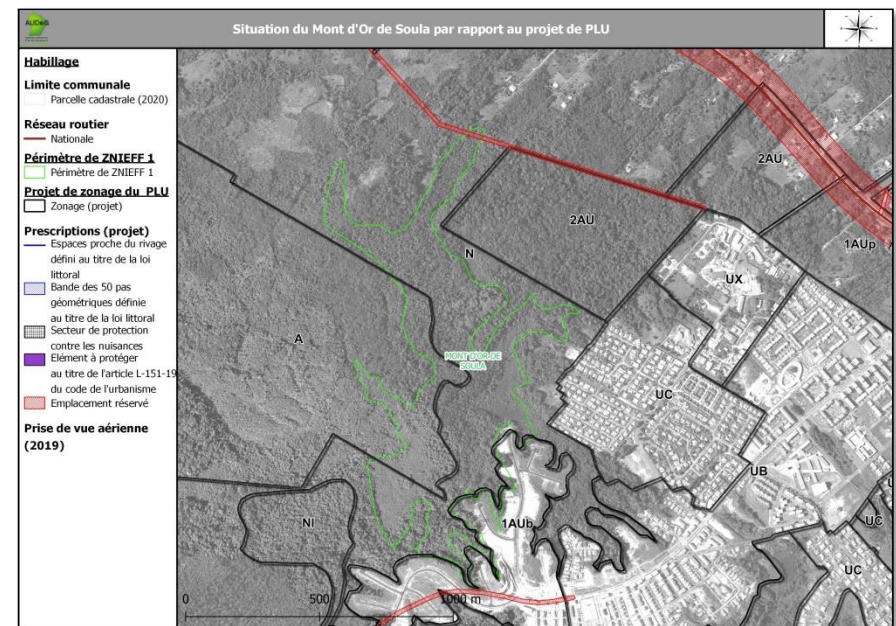 AUDeG
Situation du Mont d'Or de Soula par rapport au projet de PLU
Habillage
Limite communale
Parcelle cadastrale (2020)
Réseau routier
Nationale
Périmètre de ZNIEFF 1
Périmètre de ZNIEFF 1
Projet de zonage du PLU
Zonage (projet)
Prescriptions (projet)
Espaces proche du rivage
défini au titre de la loi
littoral
Bande des 50 pas
géométriques définie
au titre de la loi littoral
Secteur de protection
contre les nuisances
Elément à protéger
au titre de l'article L-151-19
du code de l'urbanisme
Emplacement réservé
Prise de vue aérienne
(2019)
2AU
2AU
1AUp
N
UX
A
MONT D'OR DE
SOULA
UC
UB
NI
1AUb
UC
UC
0
500
1000 m